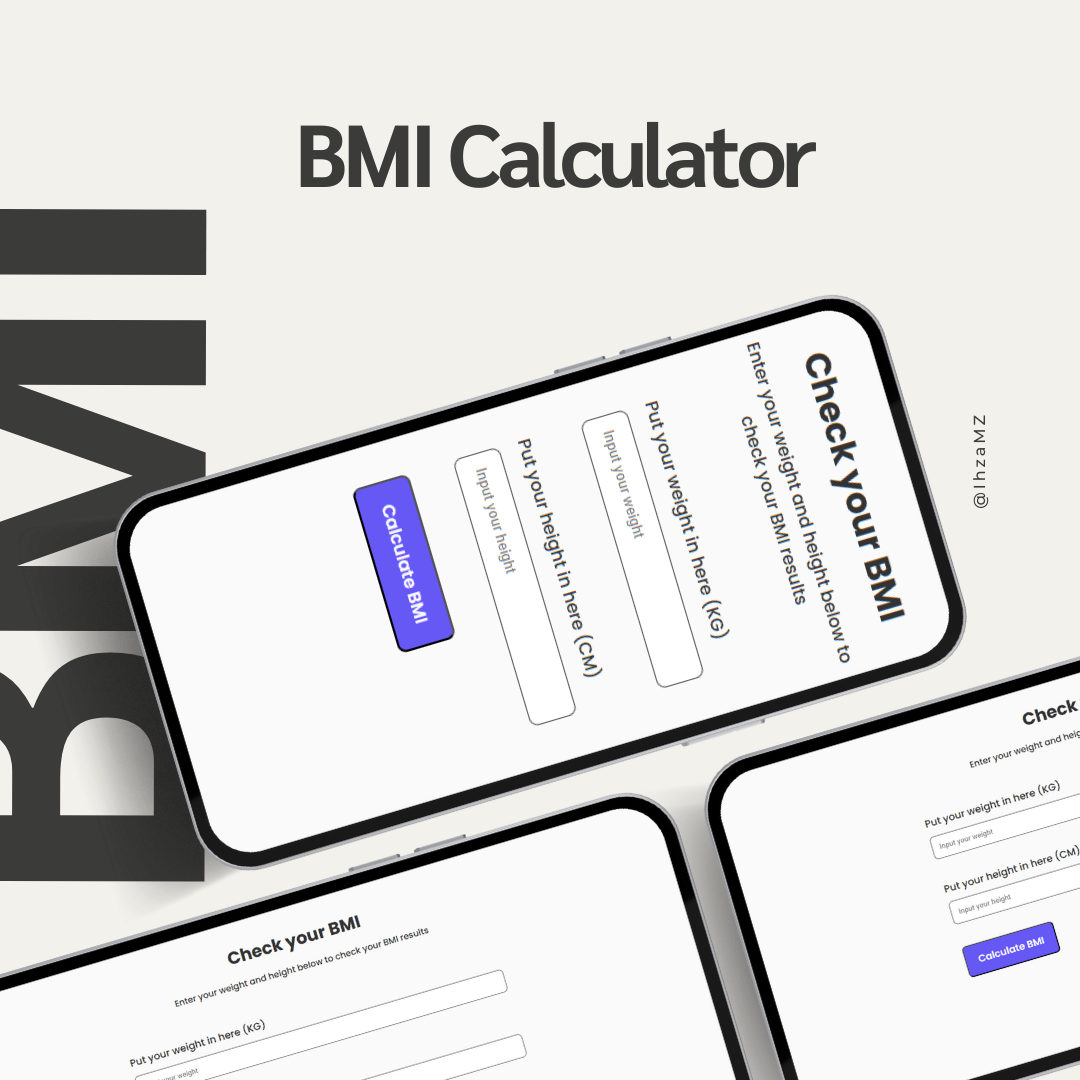 BMI Calculator
BMI
@IhzaMZ
Check your BMI
Enter your weight and height below to
check your BMI results
Put your weight in here (KG)
Input your weight
Put your height in here (CM)
Input your height
Calculate BMI
Check your BMI
Enter your weight and height below to check your BMI results
Put your weight in here (KG)
your weight
Check
Enter your weight and heig
Put your weight in here (KG)
Input your weight
Put your height in here (CM)
Input your height
Calculate BMI